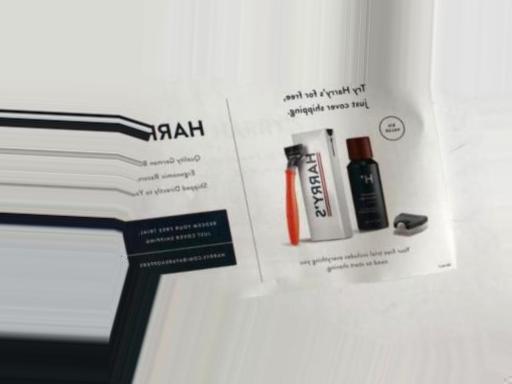 HARR
Quality German
Ergonomic Razors.
Shipped Directly to
REDEEM YOUR FREE TRIAL.
JUST COVER SHIPPING.
Try Harry's for free,
just cover shipping.
HARRY'S
H
Your free trial includes everything you
need to start shaving.